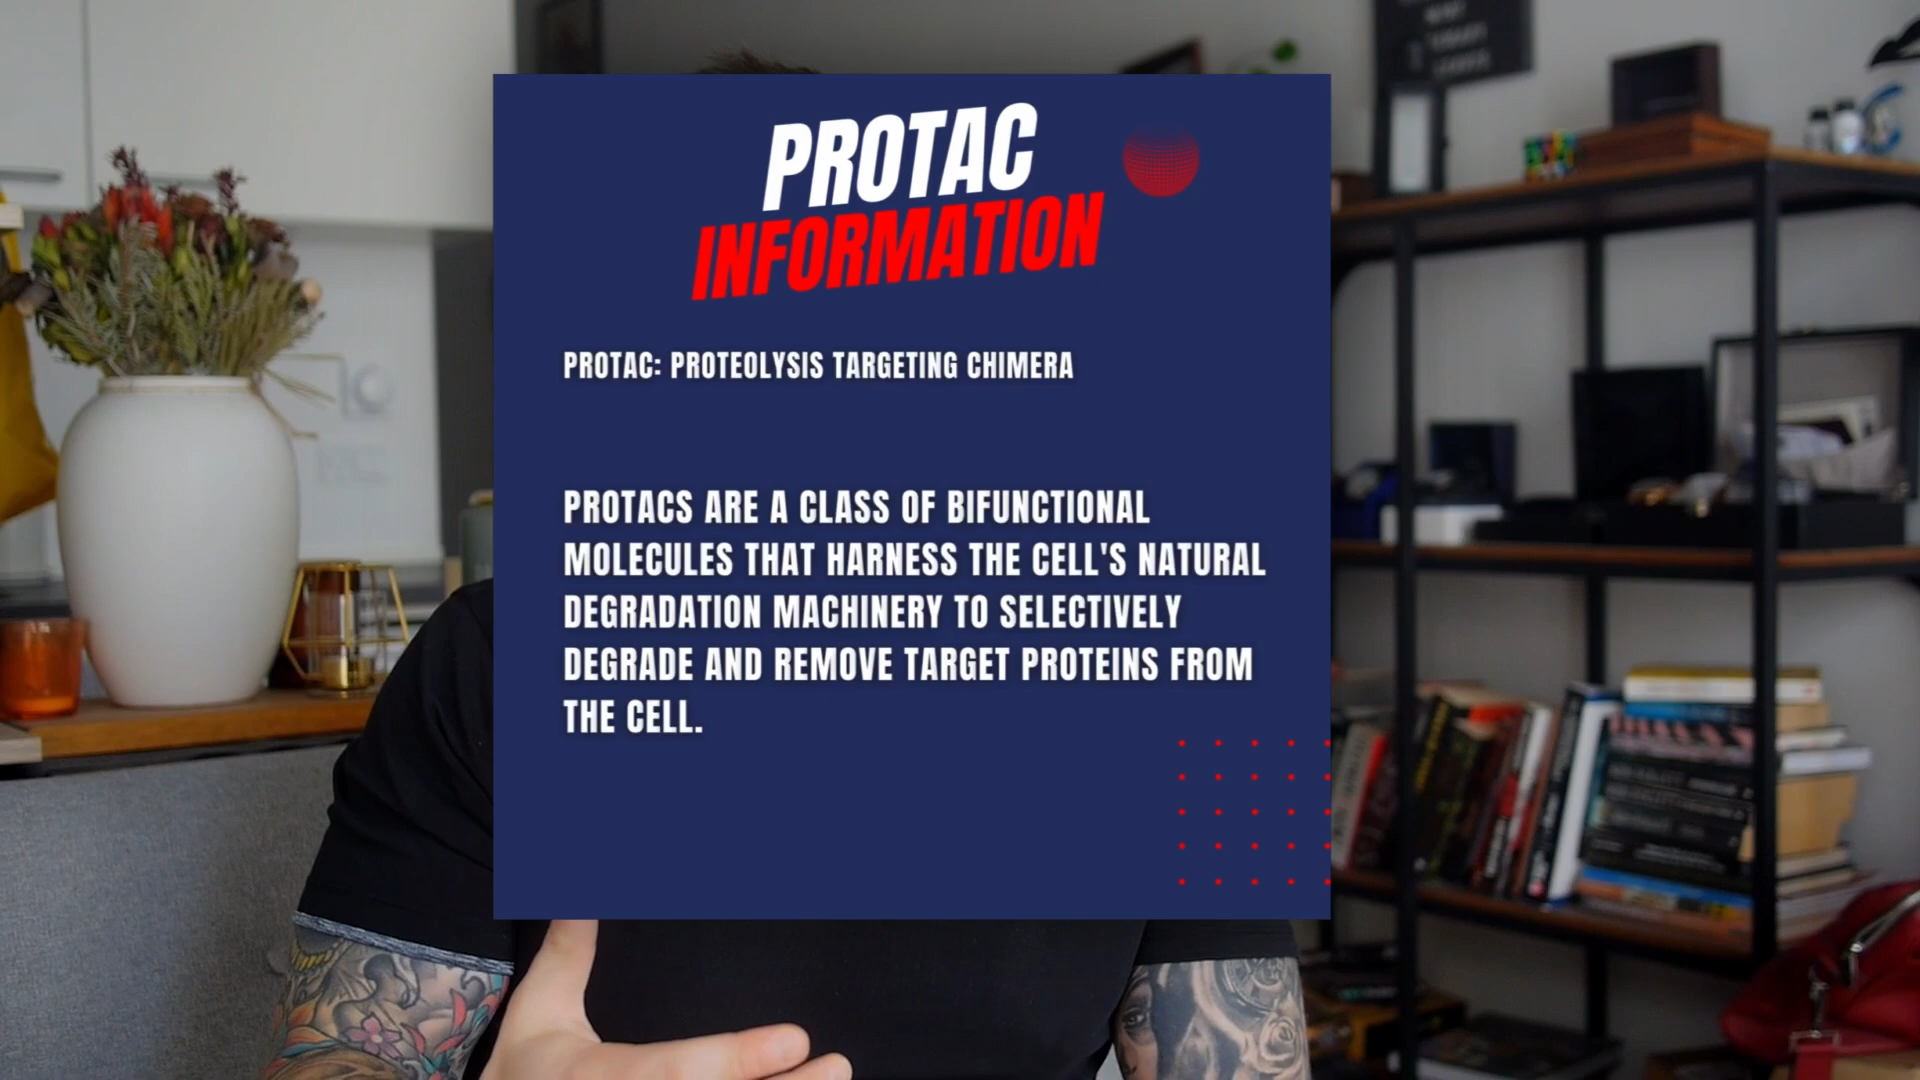 PROTAC
INFORMATION
PROTAC: PROTEOLYSIS TARGETING CHIMERA
PROTACS ARE A CLASS OF BIFUNCTIONAL
MOLECULES THAT HARNESS THE CELL'S NATURAL
DEGRADATION MACHINERY TO SELECTIVELY
DEGRADE AND REMOVE TARGET PROTEINS FROM
THE CELL.